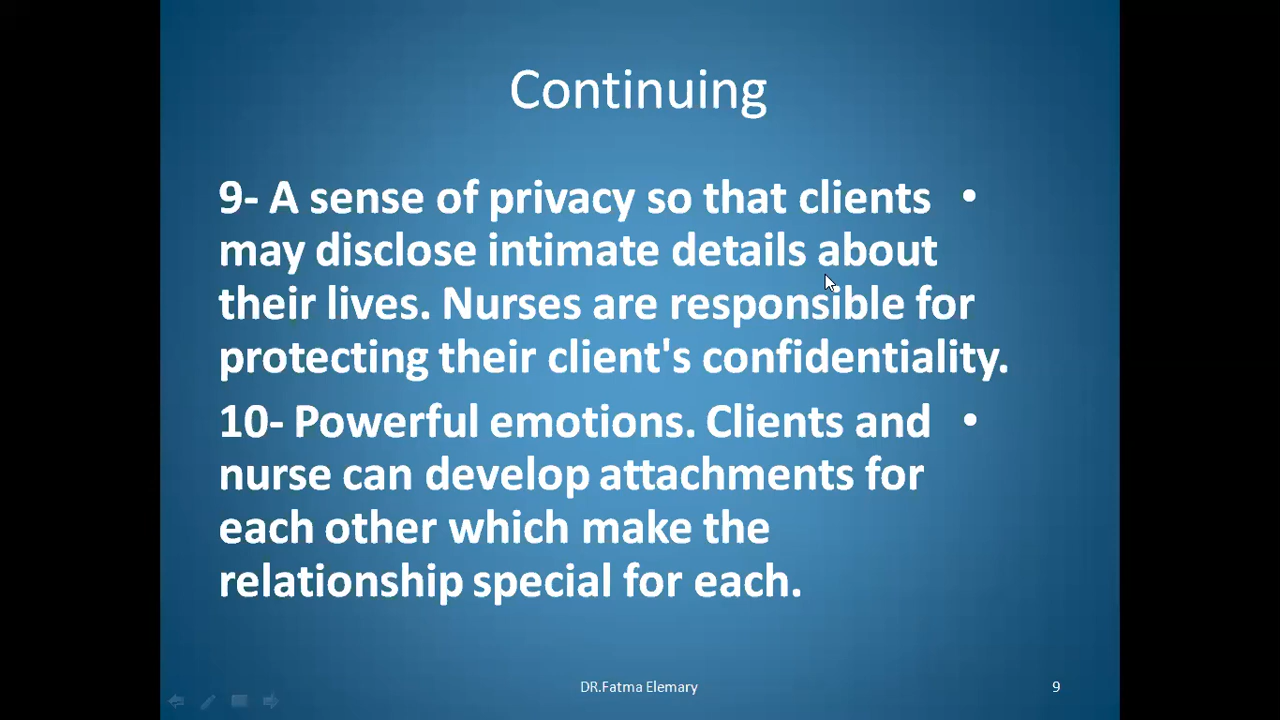 Continuing
9- A sense of privacy so that clients •
may disclose intimate details about
their lives. Nurses are responsible for
protecting their client's confidentiality.
10- Powerful emotions. Clients and •
nurse can develop attachments for
each other which make the
relationship special for each.
DR.Fatma Elemary
9